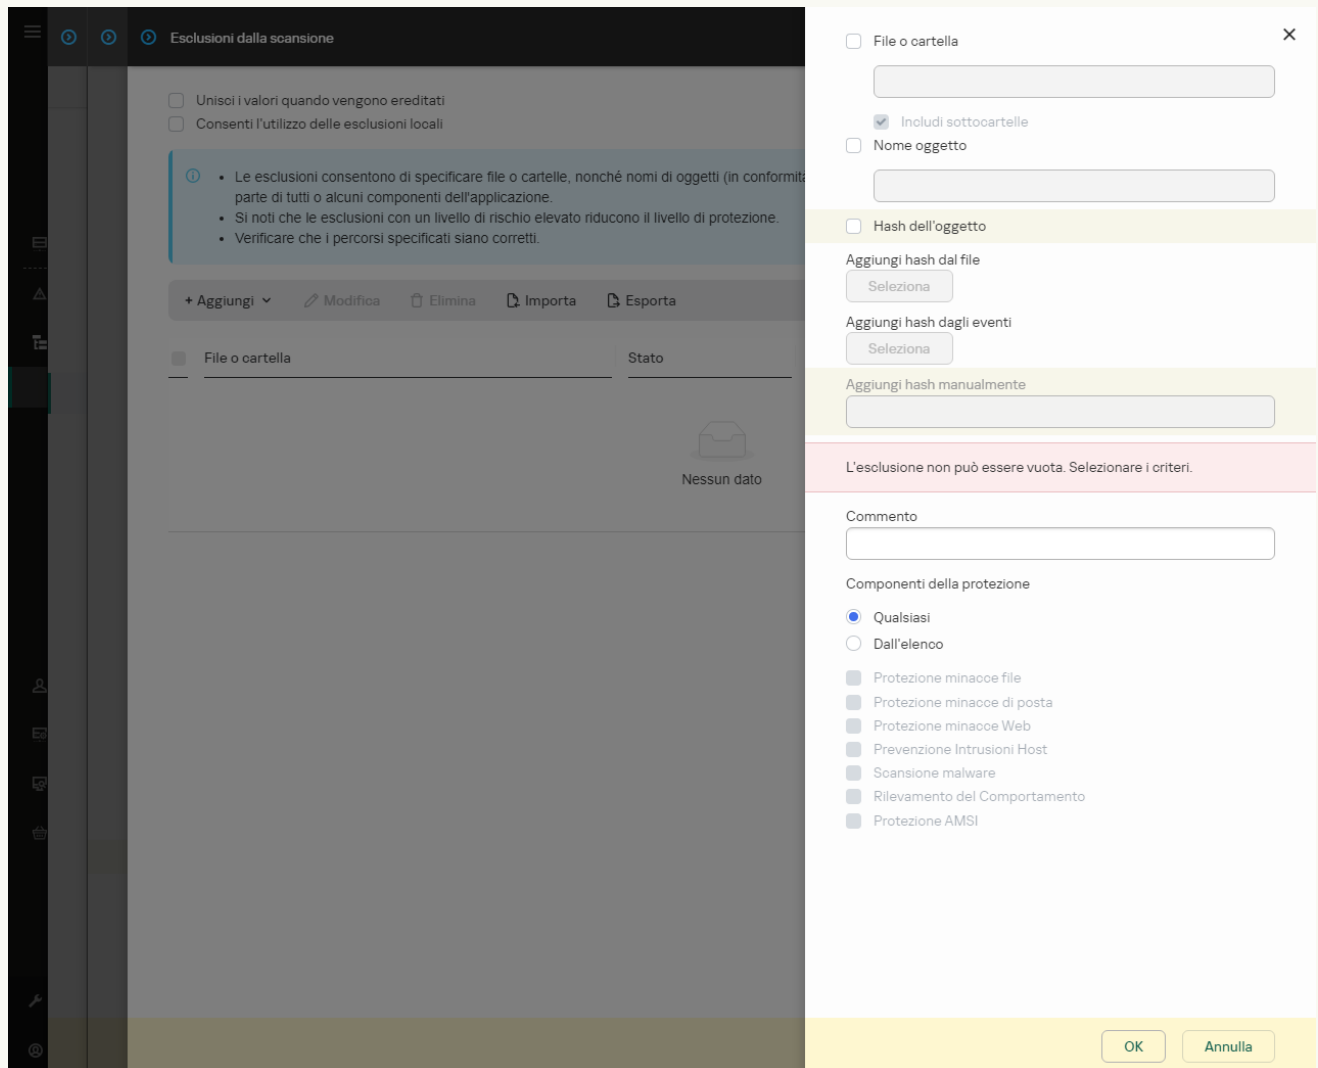 Esclusioni dalla scansione
Unisci i valori quando vengono ereditati
Consenti l'utilizzo delle esclusioni locali
• Le esclusioni consentono di specificare file o cartelle, nonché nomi di oggetti (in conformità
parte di tutti o alcuni componenti dell'applicazione.
• Si noti che le esclusioni con un livello di rischio elevato riducono il livello di protezione.
• Verificare che i percorsi specificati siano corretti.
+ Aggiungi Modifica Elimina Importa Esporta
File o cartella Stato
Nessun dato
File o cartella
Includi sottocartelle
Nome oggetto
Hash dell'oggetto
Aggiungi hash dal file
Seleziona
Aggiungi hash dagli eventi
Seleziona
Aggiungi hash manualmente
L'esclusione non può essere vuota. Selezionare i criteri.
Commento
Componenti della protezione
Qualsiasi
Dall'elenco
Protezione minacce file
Protezione minacce di posta
Protezione minacce Web
Prevenzione Intrusioni Host
Scansione malware
Rilevamento del Comportamento
Protezione AMSI
OK Annulla